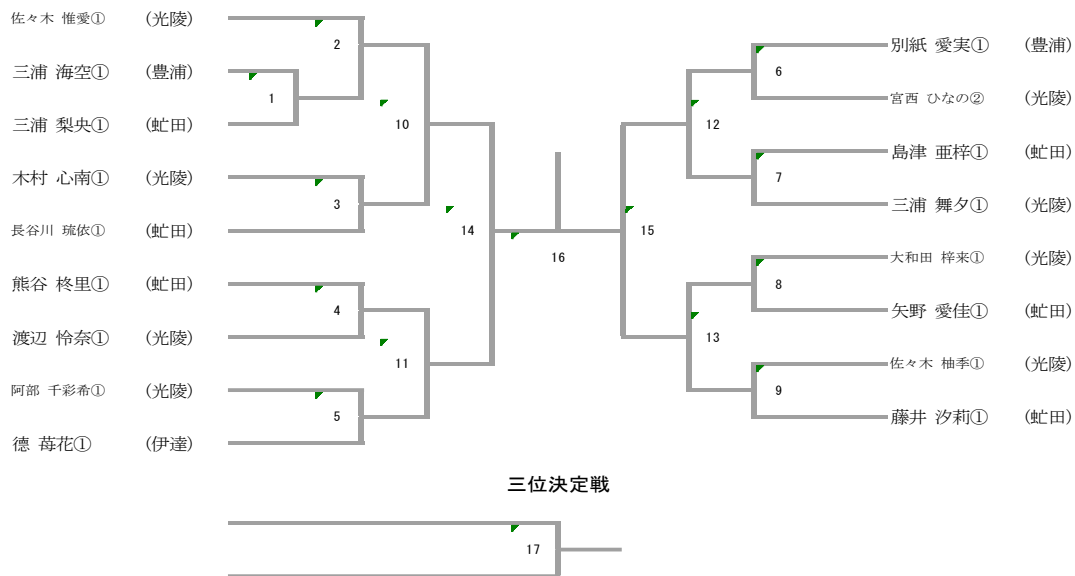 佐々木 惟愛① (光陵)
三浦 海空① (豊浦)
三浦 梨央① (虻田)
木村 心南① (光陵)
長谷川 琉依① (虻田)
熊谷 柊里① (虻田)
渡辺 怜奈① (光陵)
阿部 千彩希① (光陵)
德 苺花① (伊達)
1
2
3
4
5
10
11
14
16
15
12
13
6
7
8
9
別紙 愛実① (豊浦)
宮西 ひなの② (光陵)
島津 亜梓① (虻田)
三浦 舞夕① (光陵)
大和田 梓来① (光陵)
矢野 愛佳① (虻田)
佐々木 柚季① (光陵)
藤井 汐莉① (虻田)
三位決定戦
17